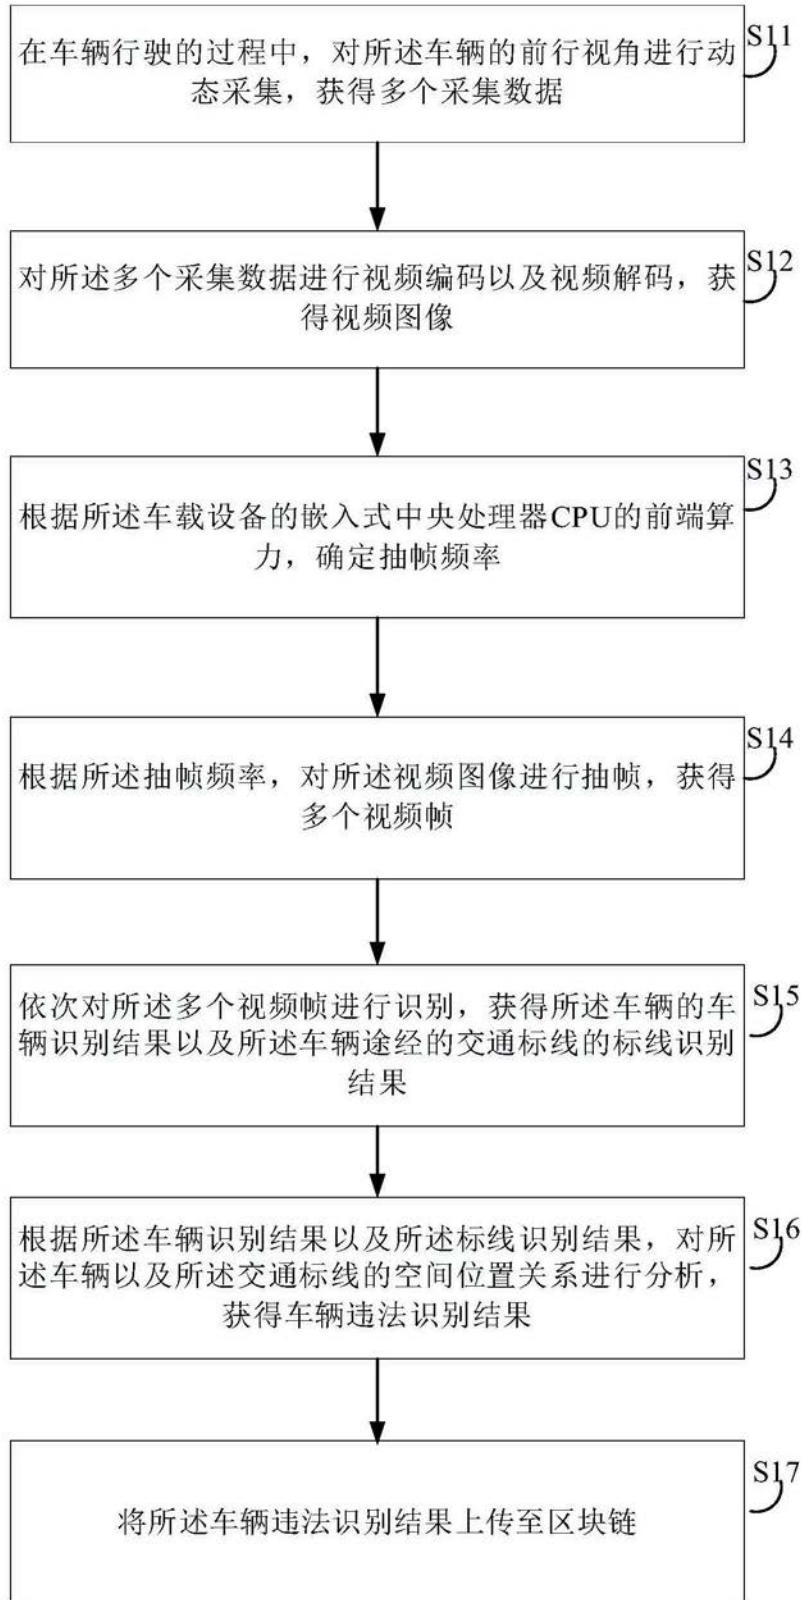 S11
在车辆行驶的过程中，对所述车辆的前行视角进行动
态采集，获得多个采集数据
S12
对所述多个采集数据进行视频编码以及视频解码，获
得视频图像
S13
根据所述车载设备的嵌入式中央处理器CPU的前端算
力，确定抽帧频率
S14
根据所述抽帧频率，对所述视频图像进行抽帧，获得
多个视频帧
S15
依次对所述多个视频帧进行识别，获得所述车辆的车
辆识别结果以及所述车辆途经的交通标线的标线识别
结果
S16
根据所述车辆识别结果以及所述标线识别结果，对所
述车辆以及所述交通标线的空间位置关系进行分析，
获得车辆违法识别结果
S17
将所述车辆违法识别结果上传至区块链